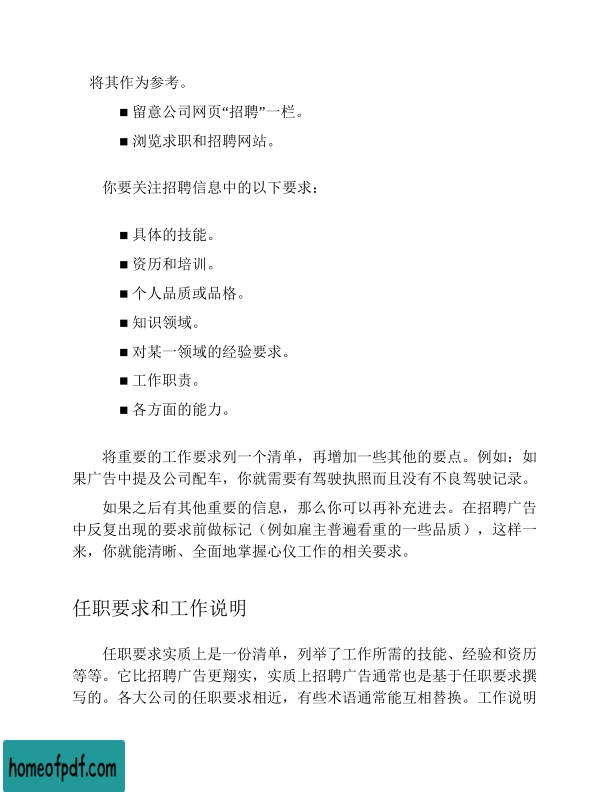 将其作为参考。
■ 留意公司网页“招聘”一栏。
■ 浏览求职和招聘网站。
你要关注招聘信息中的以下要求：
■ 具体的技能。
■ 资历和培训。
■ 个人品质或品格。
■ 知识领域。
■ 对某一领域的经验要求。
■ 工作职责。
■ 各方面的能力。
将重要的工作要求列一个清单，再增加一些其他的要点。例如：如
果广告中提及公司配车，你就需要有驾驶执照而且没有不良驾驶记录。
如果之后有其他重要的信息，那么你可以再补充进去。在招聘广告
中反复出现的要求前做标记（例如雇主普遍看重的一些品质），这样一
来，你就能清晰、全面地掌握心仪工作的相关要求。
任职要求和工作说明
任职要求实质上是一份清单，列举了工作所需的技能、经验和资历
等等。它比招聘广告更翔实，实质上招聘广告通常也是基于任职要求撰
写的。各大公司的任职要求相近，有些术语通常能互相替换。工作说明
homeofpdf.com